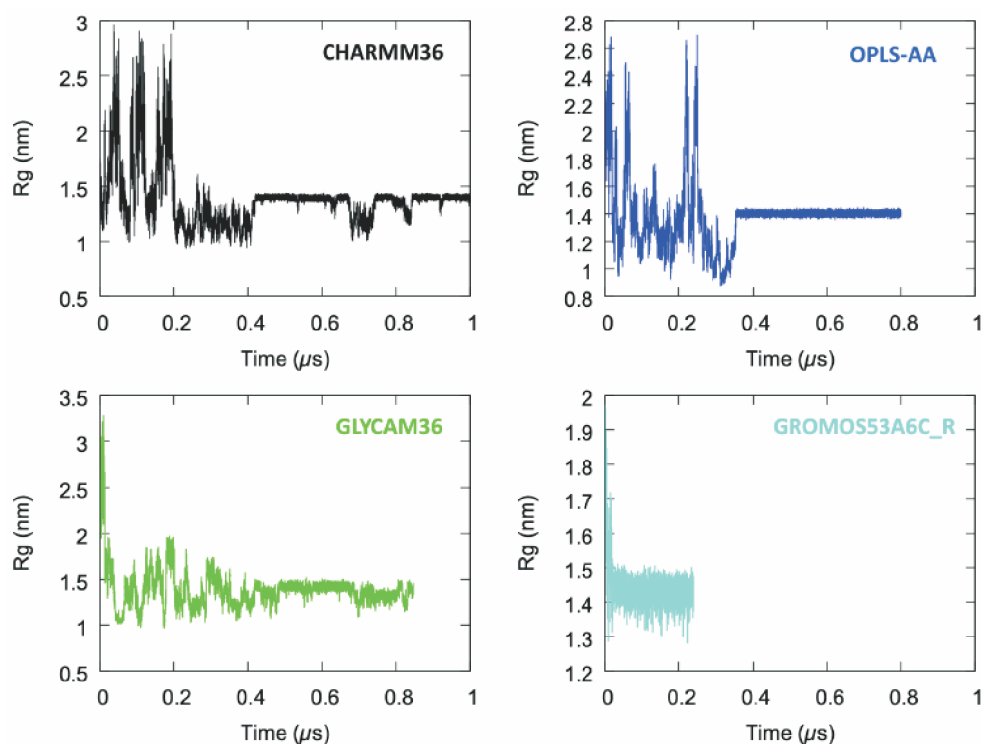 CHARMM36
Rg (nm)
3
2.5
2
1.5
1
0.5
0 0.2 0.4 0.6 0.8 1
Time (µs)
OPLS-AA
Rg (nm)
2.8
2.6
2.4
2.2
2
1.8
1.6
1.4
1.2
1
0.8
0 0.2 0.4 0.6 0.8 1
Time (µs)
GLYCAM36
Rg (nm)
3.5
3
2.5
2
1.5
1
0.5
0 0.2 0.4 0.6 0.8 1
Time (µs)
GROMOS53A6C_R
Rg (nm)
2
1.9
1.8
1.7
1.6
1.5
1.4
1.3
1.2
0 0.2 0.4 0.6 0.8 1
Time (µs)